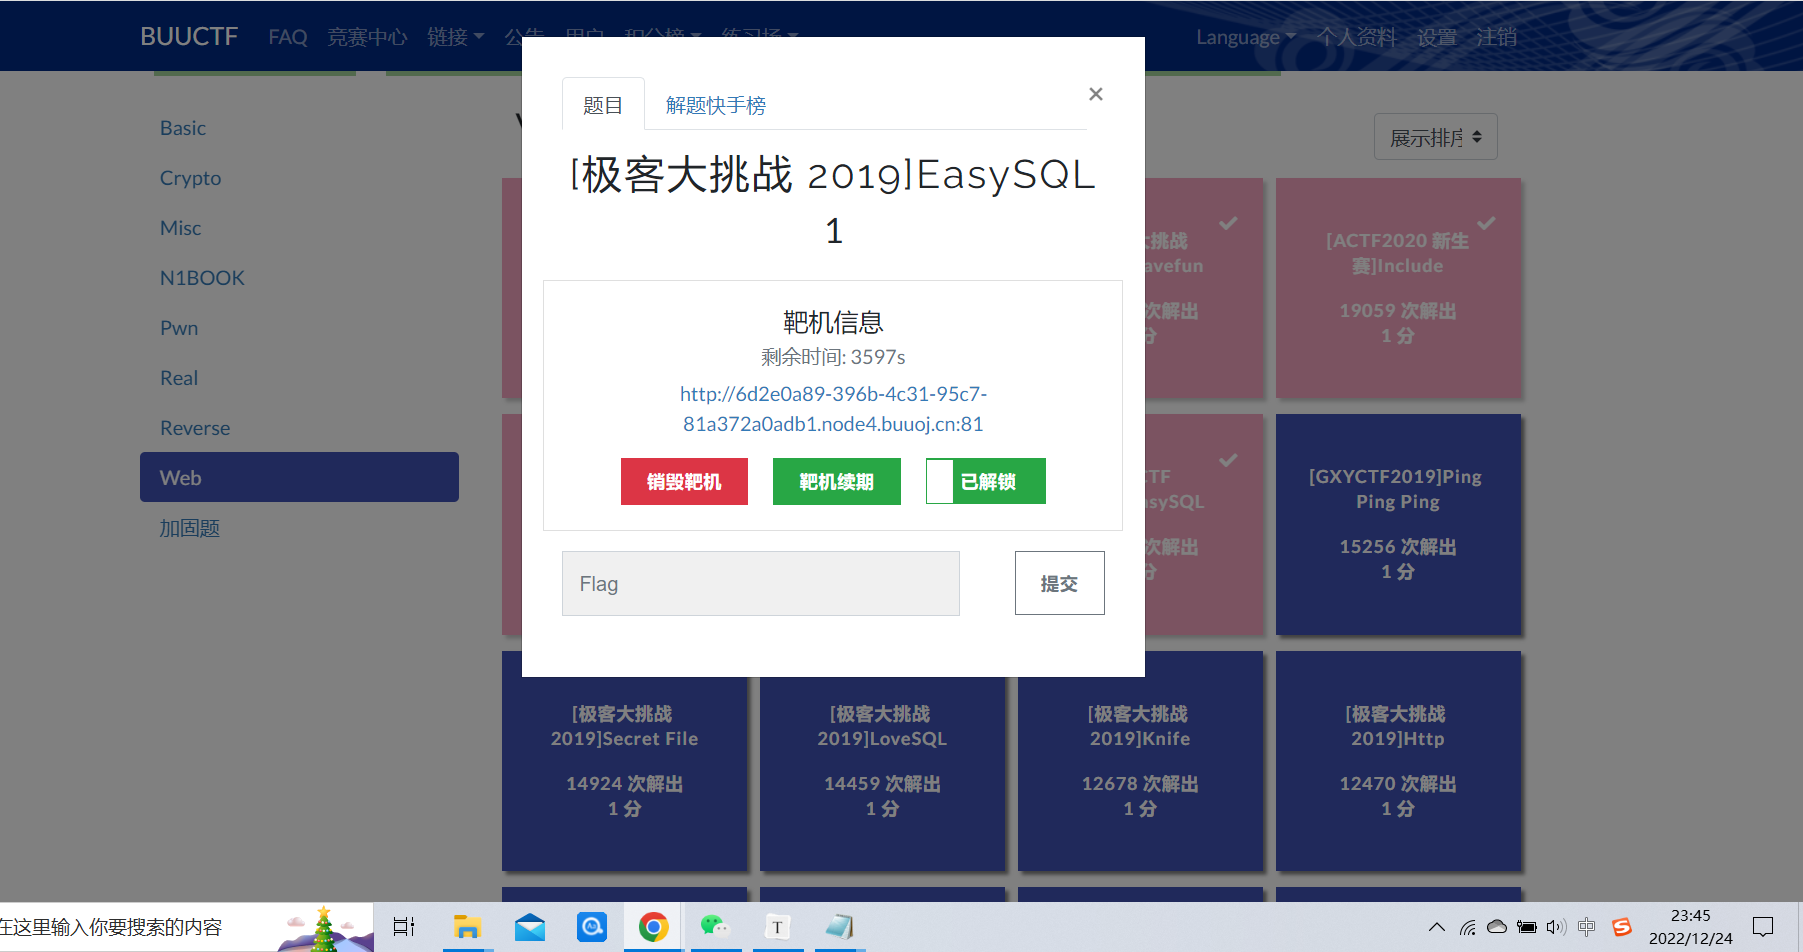 BUUCTF FAQ 竞赛中心 链接 公告 用户 积分榜 练习场 Language 个人资料 设置 注销
题目 解题快手榜 ×
展示排序
Basic
Crypto
Misc
N1BOOK
Pwn
Real
Reverse
Web
加固题
[极客大挑战 2019]EasySQL
1
靶机信息
剩余时间: 3597s
http://6d2e0a89-396b-4c31-95c7-
81a372a0adb1.node4.buuoj.cn:81
销毁靶机 靶机续期 已解锁
Flag 提交
大挑战
avefun
次解出
分
[ACTF2020 新生
赛]Include
19059 次解出
1 分
CTF
asySQL
次解出
分
[GXYCTF2019]Ping
Ping Ping
15256 次解出
1 分
[极客大挑战
2019]Secret File
14924 次解出
1 分
[极客大挑战
2019]LoveSQL
14459 次解出
1 分
[极客大挑战
2019]Knife
12678 次解出
1 分
[极客大挑战
2019]Http
12470 次解出
1 分
在这里输入你要搜索的内容
T
中
S
23:45
2022/12/24